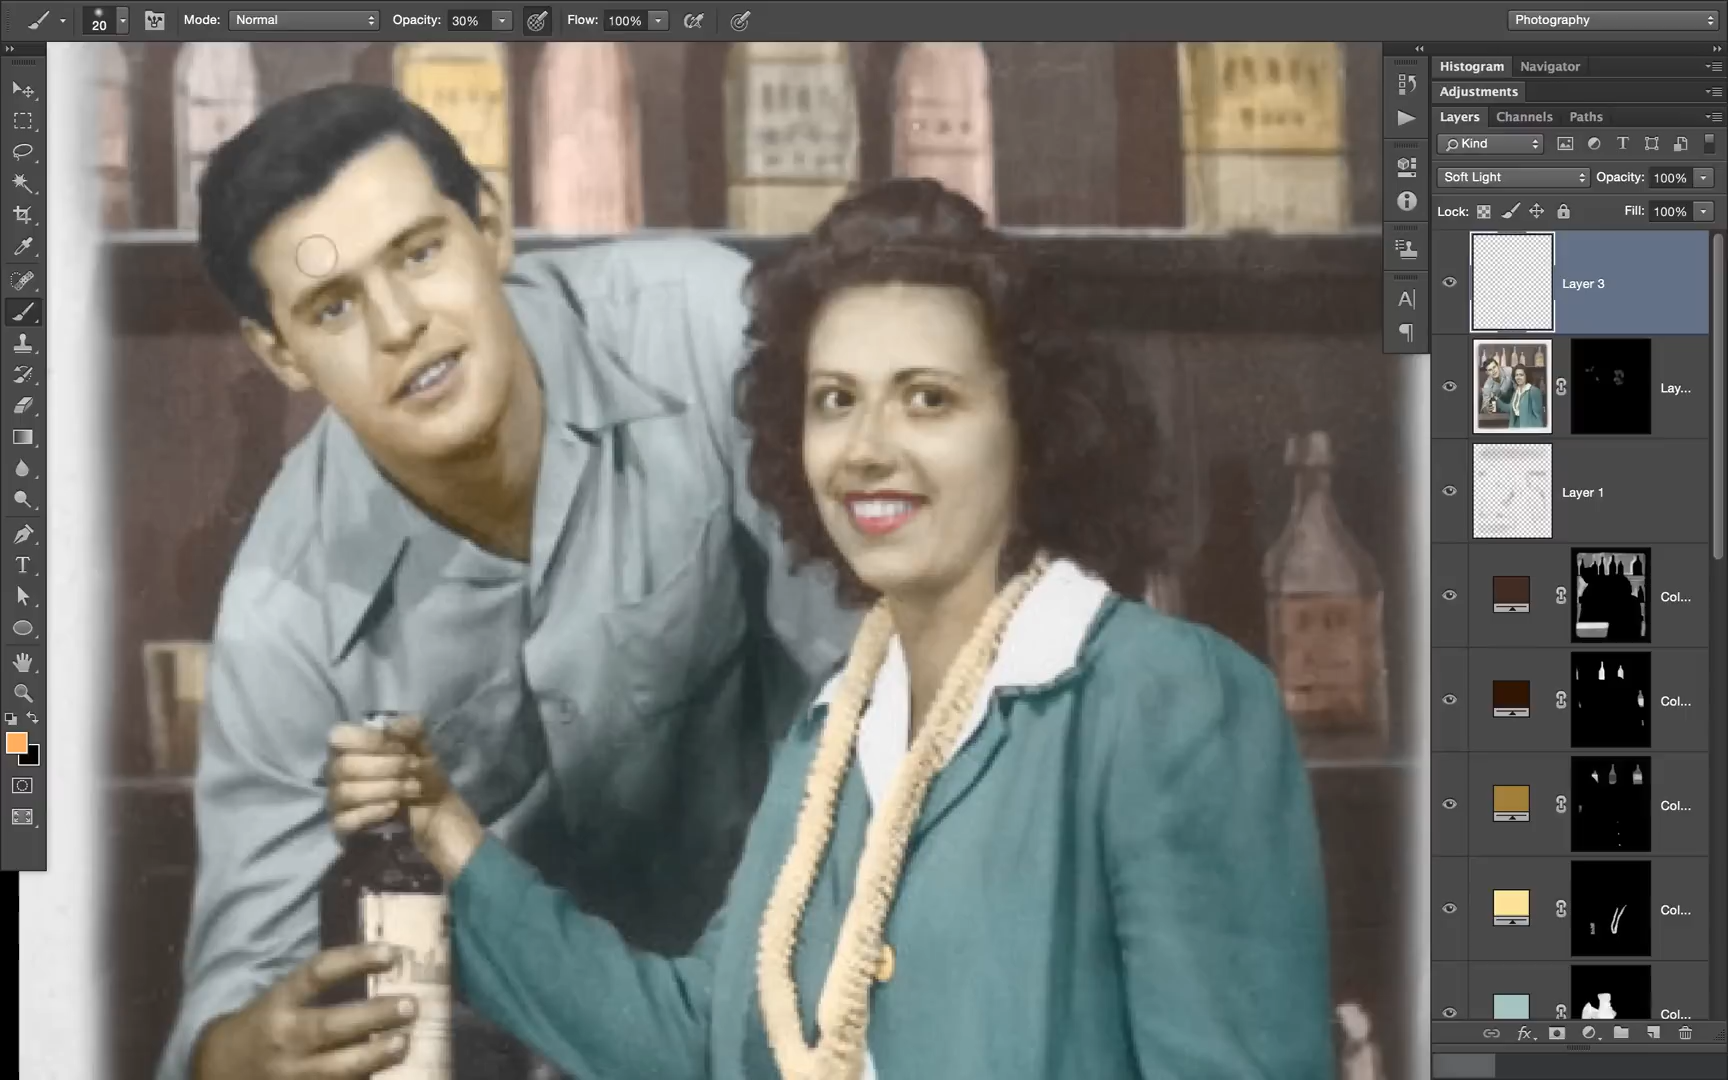 20 Mode: Normal Opacity: 30% Flow: 100% Photography
Histogram Navigator
Adjustments
Layers Channels Paths
Kind
Soft Light Opacity: 100%
Lock: Fill: 100%
Layer 3
Lay...
Layer 1
Col...
Col...
Col...
Col...
Col...